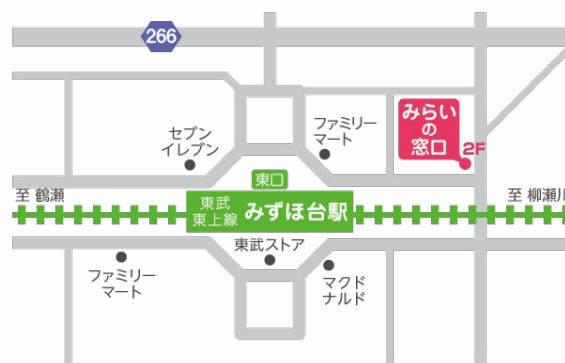 266
みらい
の
窓口
2F
セブン
イレブン
ファミリー
マート
東口
至 鶴瀬
東武
東上線
みずほ台駅
至 柳瀬川
東武ストア
ファミリー
マート
マクド
ナルド